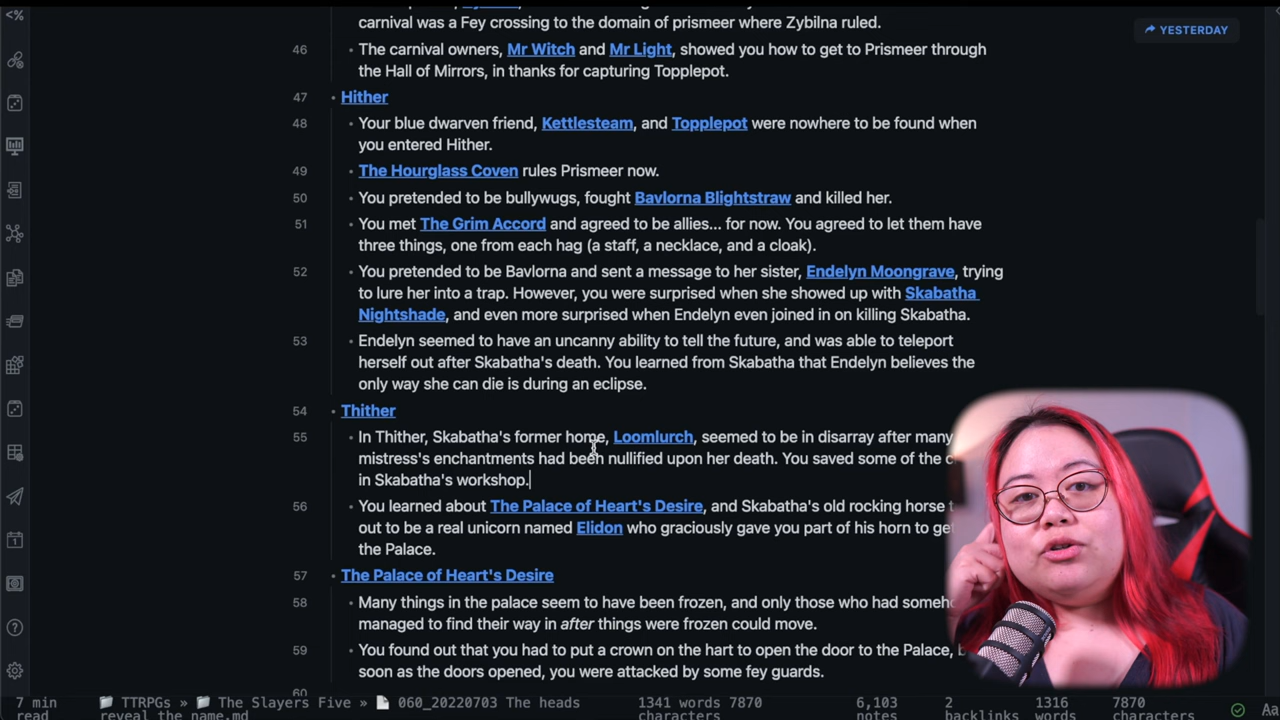 carnival was a Fey crossing to the domain of prismeer where Zybilna ruled.
YESTERDAY
46 The carnival owners, Mr Witch and Mr Light, showed you how to get to Prismeer through
the Hall of Mirrors, in thanks for capturing Topplepot.
47 • Hither
48 • Your blue dwarven friend, Kettlesteam, and Topplepot were nowhere to be found when
you entered Hither.
49 • The Hourglass Coven rules Prismeer now.
50 • You pretended to be bullywugs, fought Bavlorna Blightstraw and killed her.
51 • You met The Grim Accord and agreed to be allies... for now. You agreed to let them have
three things, one from each hag (a staff, a necklace, and a cloak).
52 • You pretended to be Bavlorna and sent a message to her sister, Endelyn Moongrave, trying
to lure her into a trap. However, you were surprised when she showed up with Skabatha
Nightshade, and even more surprised when Endelyn even joined in on killing Skabatha.
53 • Endelyn seemed to have an uncanny ability to tell the future, and was able to teleport
herself out after Skabatha's death. You learned from Skabatha that Endelyn believes the
only way she can die is during an eclipse.
54 • Thither
55 • In Thither, Skabatha's former home, Loomlurch, seemed to be in disarray after many
mistress's enchantments had been nullified upon her death. You saved some of the
in Skabatha's workshop.
56 • You learned about The Palace of Heart's Desire, and Skabatha's old rocking horse
out to be a real unicorn named Elidon who graciously gave you part of his horn to
the Palace.
57 • The Palace of Heart's Desire
58 • Many things in the palace seem to have been frozen, and only those who had
managed to find their way in after things were frozen could move.
59 • You found out that you had to put a crown on the hart to open the door to the Palace,
soon as the doors opened, you were attacked by some fey guards.
60
7 min read
TTRPGs » The Slayers Five » 060_20220703 The heads reveal the name.md
1341 words 7870 characters
6,103 notes
2 backlinks
1316 words
7870 characters
Aa